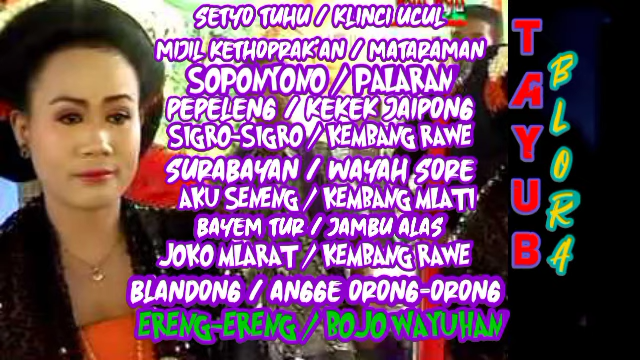 SETYO TUHU / KLINCI UCUL
MIJIL KETHOPRAK'AN / MATARAMAN
SOPONYONO / PALARAN
PEPELENG / KEKEK JAIPONG
SIGRO-SIGRO / KEMBANG RAWE
SURABAYAN / WAYAH SORE
AKU SENENG / KEMBANG MLATI
BAYEM TUR / JAMBU ALAS
JOKO MLARAT / KEMBANG RAWE
BLANDONG / ANGGE ORONG-ORONG
ERENG-ERENG / BOJO WAYUHAN
TAYUB
BLORA